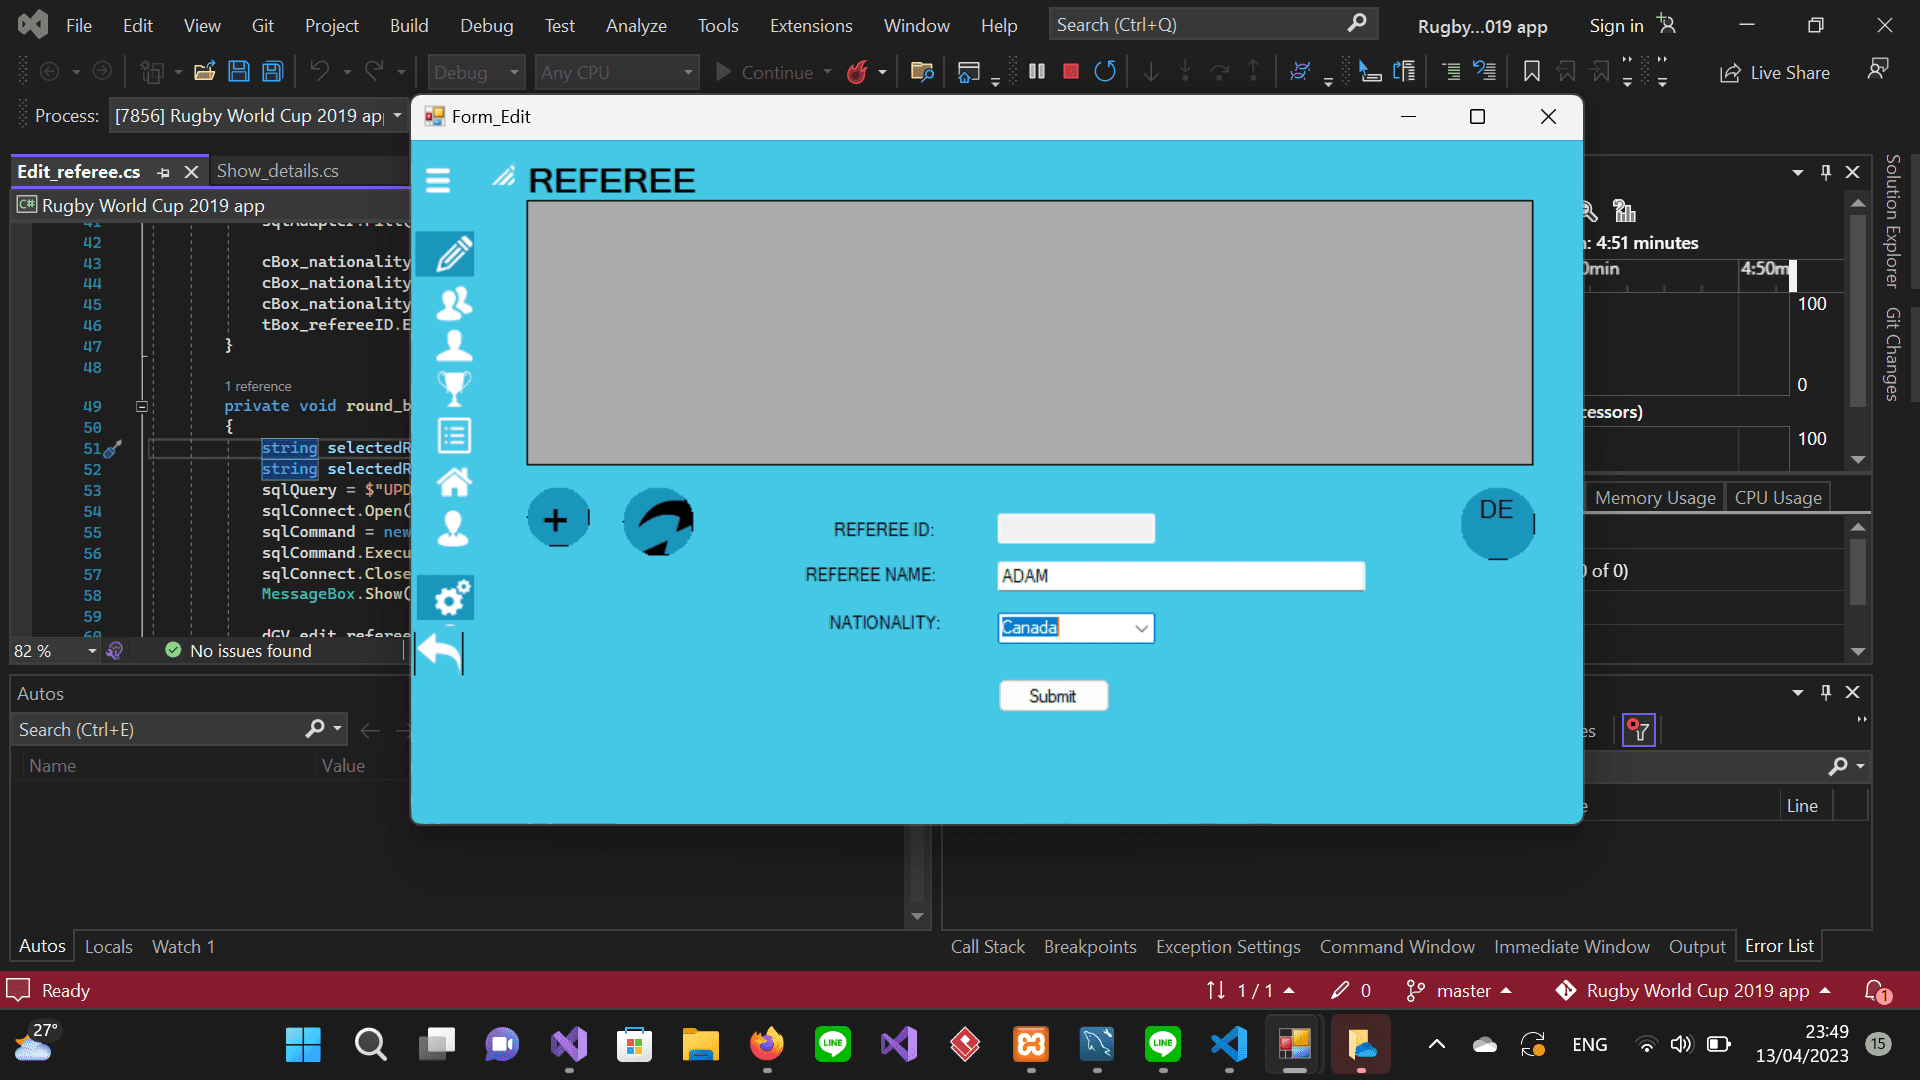 File Edit View Git Project Build Debug Test Analyze Tools Extensions Window Help Search (Ctrl+Q) Rugby...019 app Sign in
Debug Any CPU Continue Live Share
Process: [7856] Rugby World Cup 2019 ap
Form_Edit
Edit_referee.cs Show_details.cs
Rugby World Cup 2019 app
REFEREE
42
43 cBox_nationality
44 cBox_nationality
45 cBox_nationality
46 tBox_refereeID.E
47 }
48
1 reference
49 private void round_b
50 {
51 string selectedR
52 string selectedR
53 sqlQuery = $"UPD
54 sqlConnect.Open(
55 sqlCommand = new
56 sqlCommand.Execu
57 sqlConnect.Close
58 MessageBox.Show(
59
60 dGV_edit_refere
82 % No issues found
4:51 minutes
0min 4:50m
100
0
cessors)
100
Memory Usage CPU Usage
0 of 0)
Solution Explorer
Git Changes
+
DE
REFEREE ID:
REFEREE NAME: ADAM
NATIONALITY: Canada
Submit
Autos
Search (Ctrl+E)
Name Value
es
e Line
Autos Locals Watch 1
Call Stack Breakpoints Exception Settings Command Window Immediate Window Output Error List
Ready 1 / 1 0 master Rugby World Cup 2019 app 1
27°
LINE
LINE
ENG
23:49
13/04/2023
15